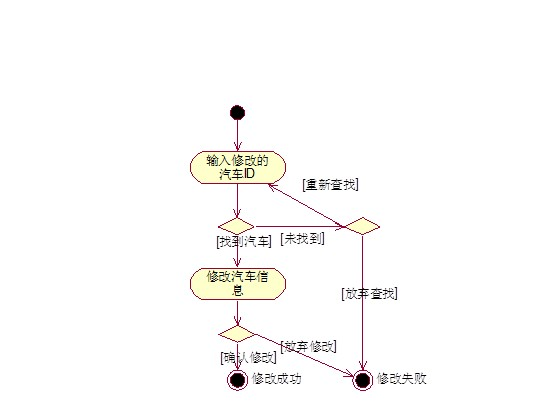 输入修改的
汽车ID
[重新查找]
[找到汽车]
[未找到]
修改汽车信
息
[放弃查找]
[放弃修改]
[确认修改]
修改成功
修改失败